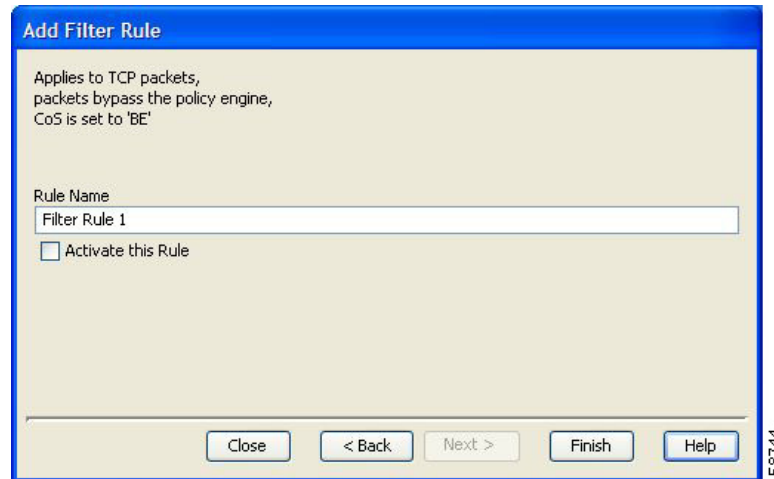 Add Filter Rule
Applies to TCP packets,
packets bypass the policy engine,
CoS is set to 'BE'
Rule Name
Filter Rule 1
Activate this Rule
Close
< Back
Next >
Finish
Help